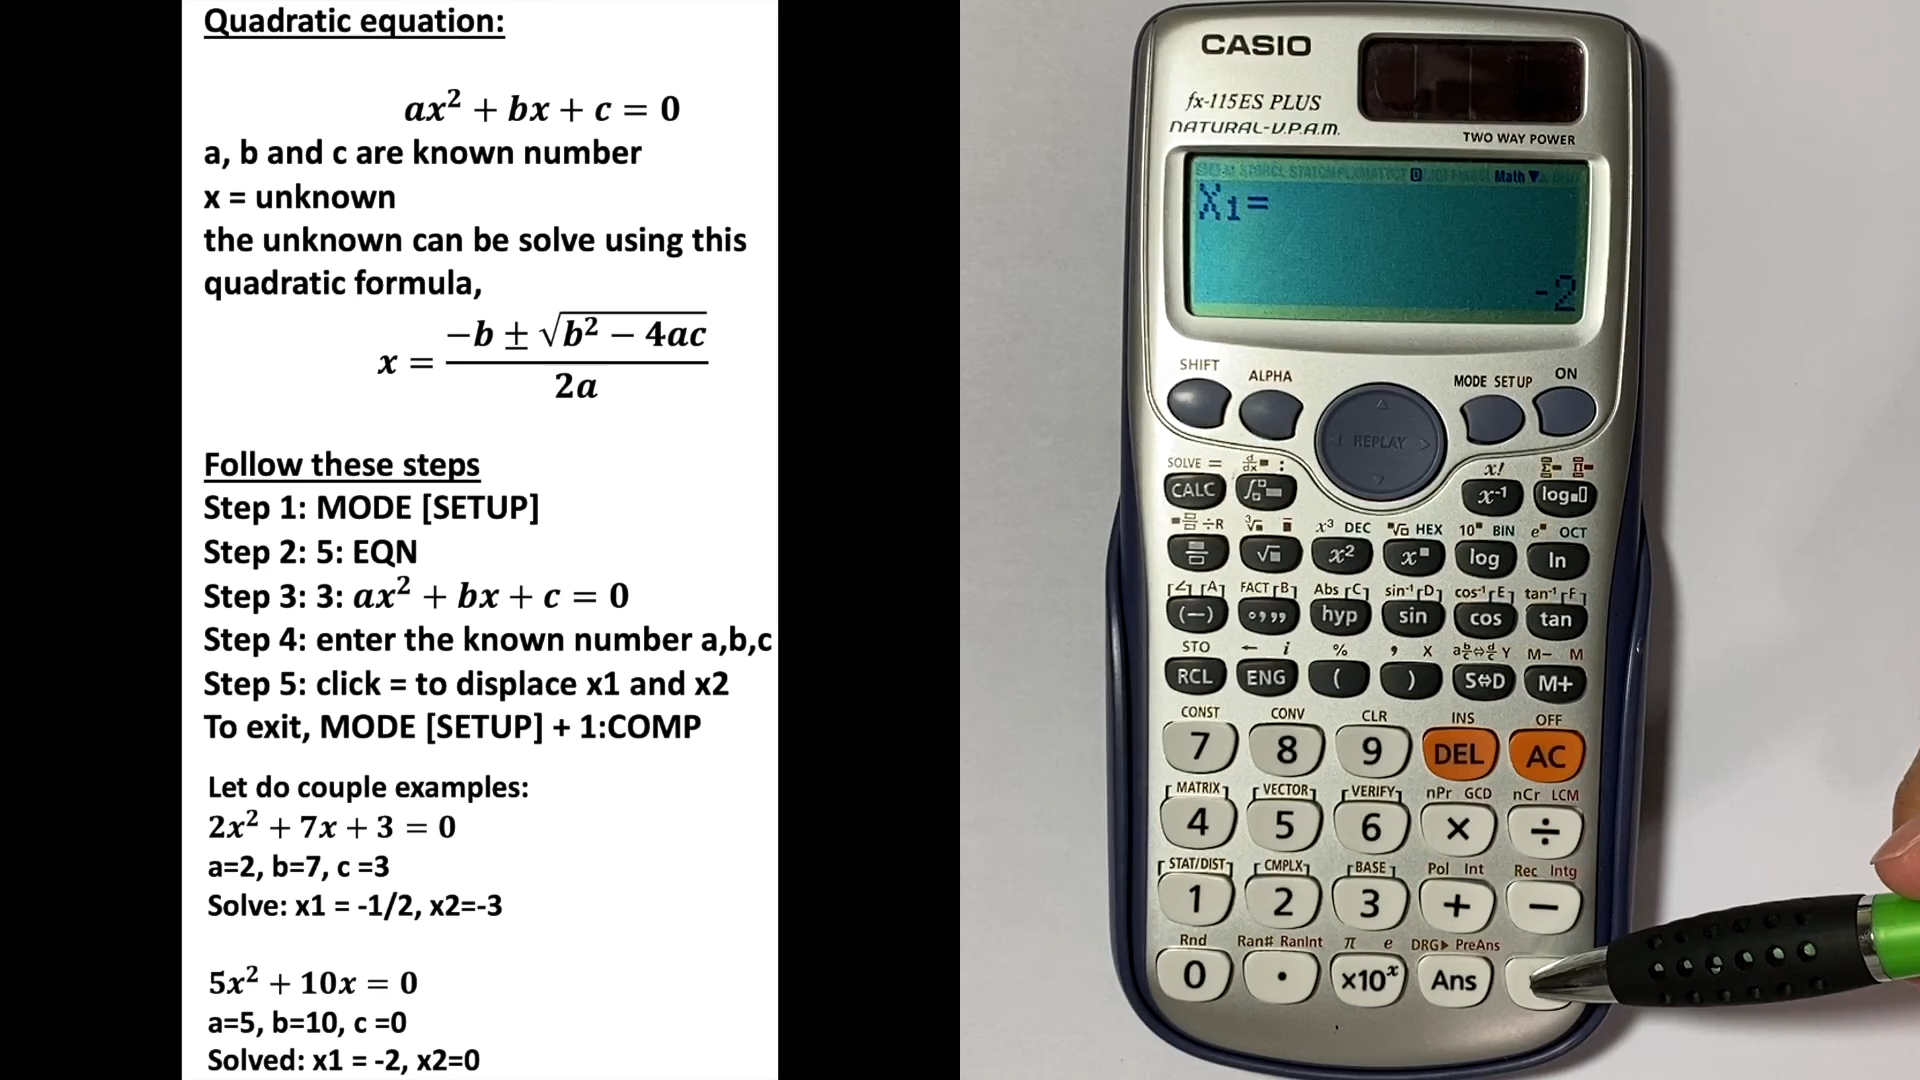 Quadratic equation:
ax² + bx + c = 0
a, b and c are known number
x = unknown
the unknown can be solve using this
quadratic formula,
x = (−b ± √(b² − 4ac)) / 2a
Follow these steps
Step 1: MODE [SETUP]
Step 2: 5: EQN
Step 3: 3: ax² + bx + c = 0
Step 4: enter the known number a,b,c
Step 5: click = to displace x1 and x2
To exit, MODE [SETUP] + 1:COMP
Let do couple examples:
2x² + 7x + 3 = 0
a=2, b=7, c =3
Solve: x1 = -1/2, x2=-3
5x² + 10x = 0
a=5, b=10, c =0
Solved: x1 = -2, x2=0
CASIO
fx-115ES PLUS
NATURAL-V.P.A.M.
TWO WAY POWER
D Math ▼
X₁=
-2
SHIFT ALPHA MODE SETUP ON
REPLAY
SOLVE = d/dx : x! Σ Π
CALC ∫ x⁻¹ log
÷R ³√ x³ DEC √ HEX 10 BIN e OCT
√ x² x log ln
∠ A FACT B Abs C sin⁻¹ D cos⁻¹ E tan⁻¹ F
(−) °,,, hyp sin cos tan
STO ← i % , X a b/c⇔d/c Y M− M
RCL ENG ( ) S⇔D M+
CONST CONV CLR INS OFF
7 8 9 DEL AC
MATRIX VECTOR VERIFY nPr GCD nCr LCM
4 5 6 × ÷
STAT/DIST CMPLX BASE Pol Int Rec Intg
1 2 3 + −
Rnd Ran# RanInt π e DRG▶ PreAns
0 • ×10ˣ Ans